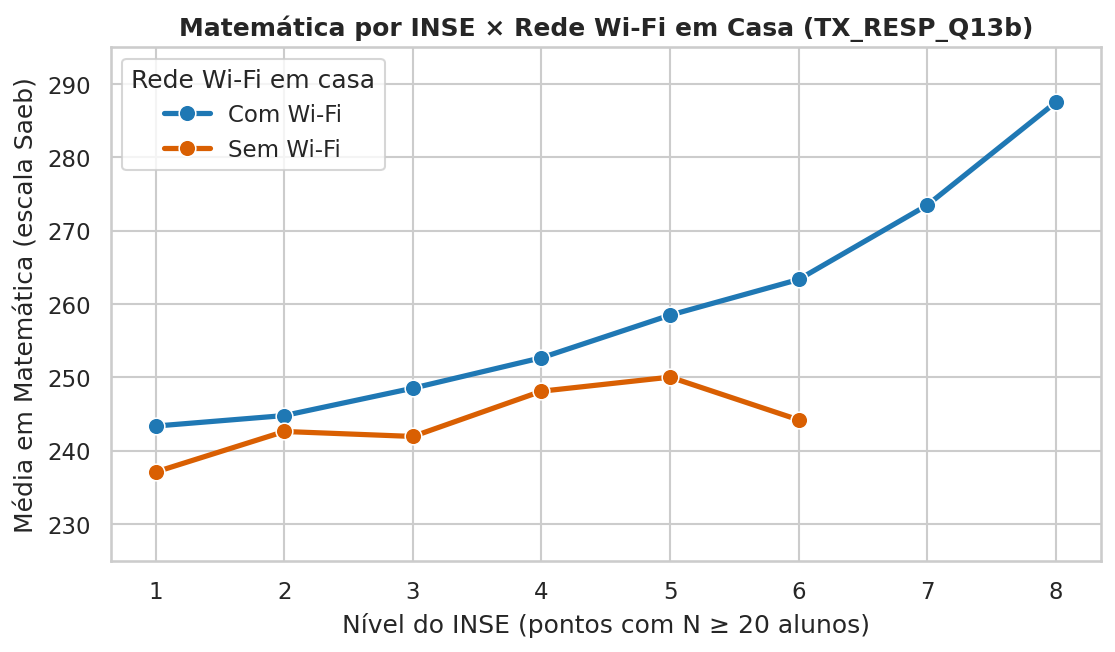 Matemática por INSE × Rede Wi-Fi em Casa (TX_RESP_Q13b)
Rede Wi-Fi em casa
Com Wi-Fi
Sem Wi-Fi
Média em Matemática (escala Saeb)
290
280
270
260
250
240
230
1 2 3 4 5 6 7 8
Nível do INSE (pontos com N ≥ 20 alunos)